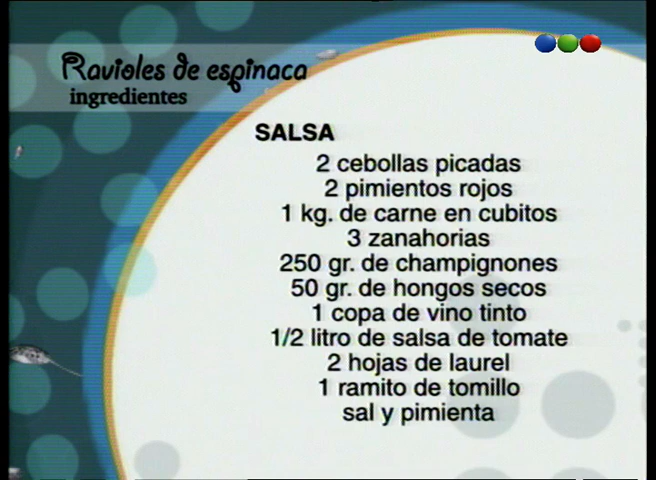 Ravioles de espinaca
ingredientes
SALSA
2 cebollas picadas
2 pimientos rojos
1 kg. de carne en cubitos
3 zanahorias
250 gr. de champignones
50 gr. de hongos secos
1 copa de vino tinto
1/2 litro de salsa de tomate
2 hojas de laurel
1 ramito de tomillo
sal y pimienta